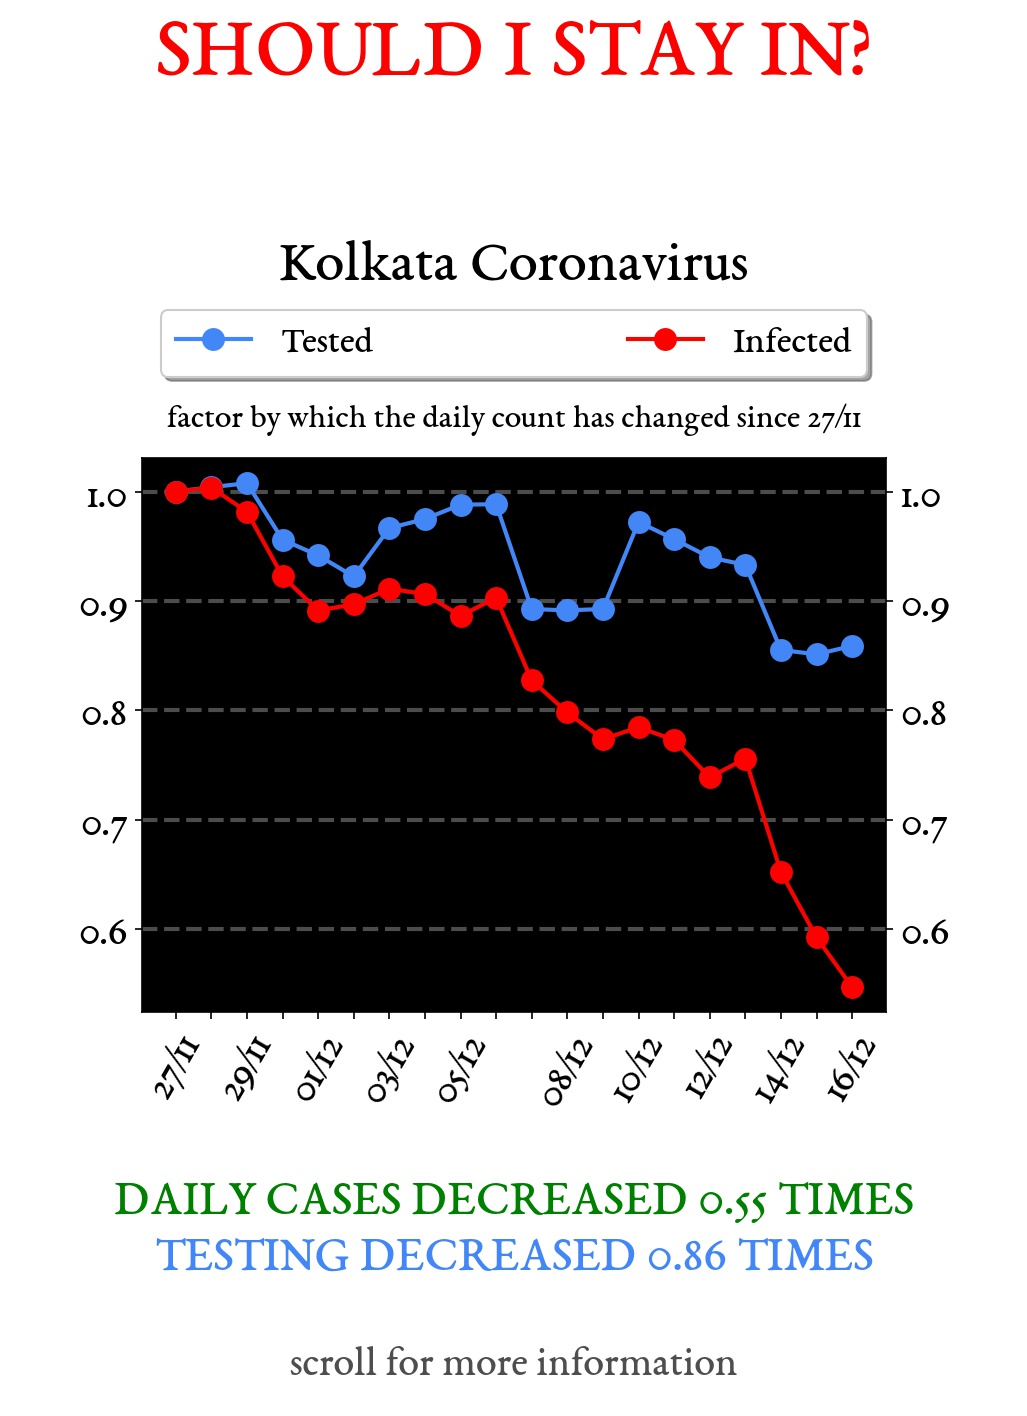 SHOULD I STAY IN?
Kolkata Coronavirus
Tested Infected
factor by which the daily count has changed since 27/11
1.0 1.0
0.9 0.9
0.8 0.8
0.7 0.7
0.6 0.6
27/11 29/11 01/12 03/12 05/12 08/12 10/12 12/12 14/12 16/12
DAILY CASES DECREASED 0.55 TIMES
TESTING DECREASED 0.86 TIMES
scroll for more information